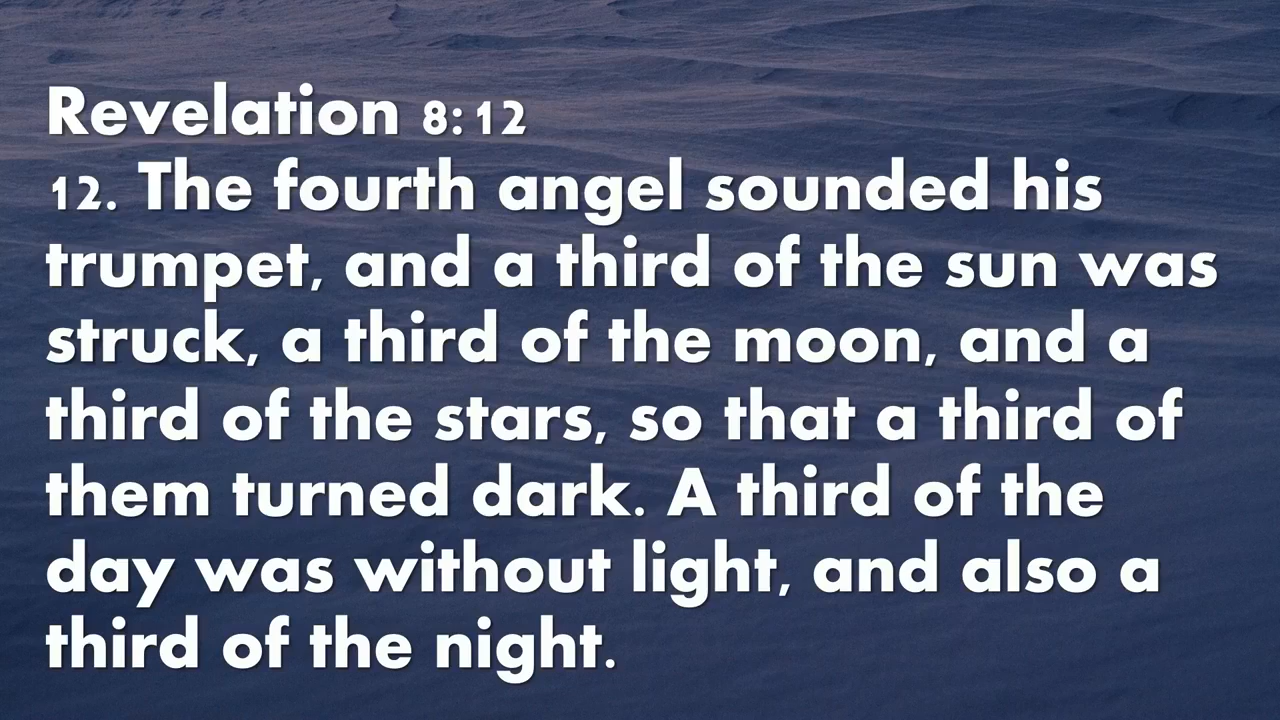 Revelation 8:12
12. The fourth angel sounded his
trumpet, and a third of the sun was
struck, a third of the moon, and a
third of the stars, so that a third of
them turned dark. A third of the
day was without light, and also a
third of the night.